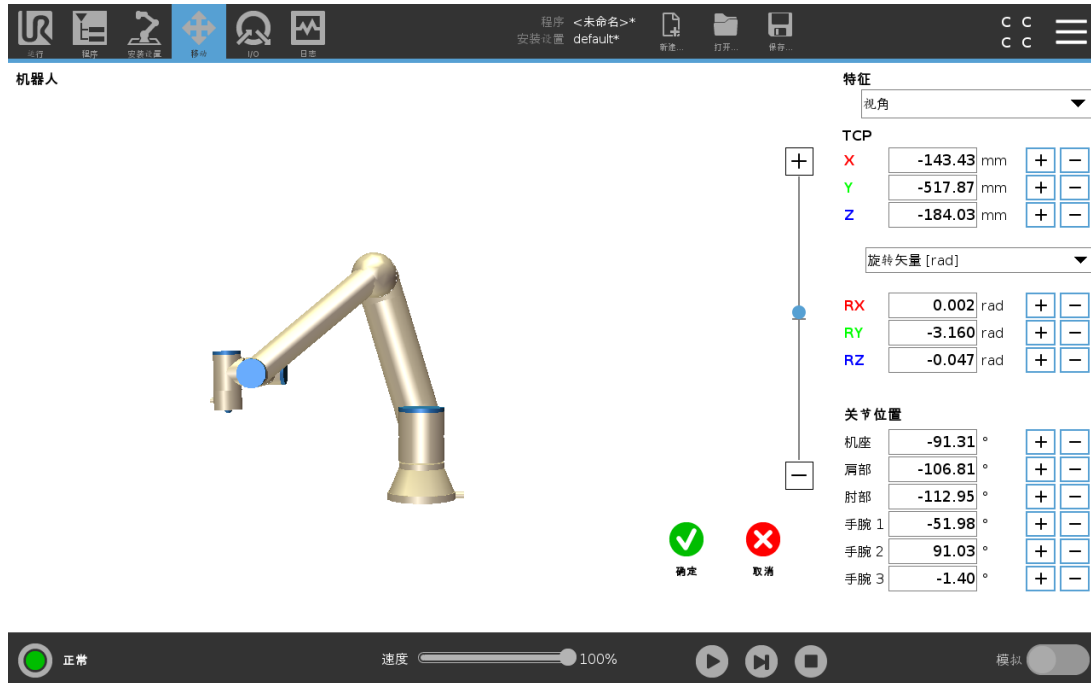 程序 <未命名>*
安装设置 default*
C C
C C
运行
程序
安装设置
移动
I/O
日志
新建...
打开...
保存...
机器人
特征
视角
TCP
X -143.43 mm + −
Y -517.87 mm + −
Z -184.03 mm + −
旋转矢量 [rad]
RX 0.002 rad + −
RY -3.160 rad + −
RZ -0.047 rad + −
关节位置
机座 -91.31 ° + −
肩部 -106.81 ° + −
肘部 -112.95 ° + −
手腕 1 -51.98 ° + −
手腕 2 91.03 ° + −
手腕 3 -1.40 ° + −
确定
取消
正常
速度
100%
模拟